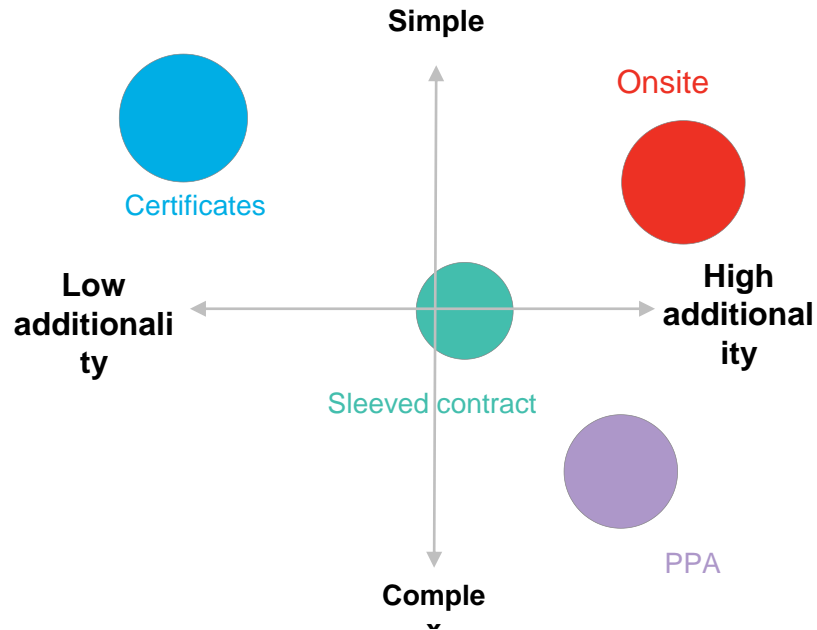 Simple
Onsite
Certificates
Low
additionali
ty
High
additional
ity
Sleeved contract
PPA
Comple
x